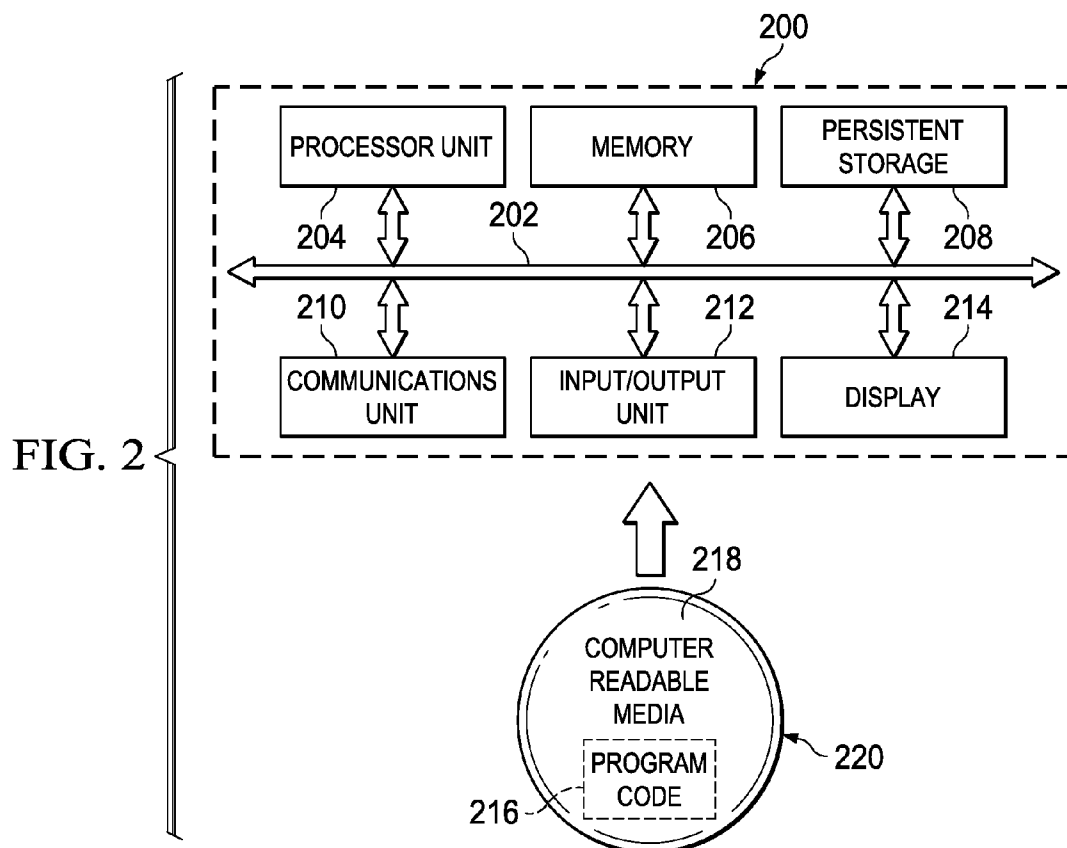 200
PROCESSOR UNIT
MEMORY
PERSISTENT
STORAGE
204
202
206
208
210
212
214
COMMUNICATIONS
UNIT
INPUT/OUTPUT
UNIT
DISPLAY
FIG. 2
218
COMPUTER
READABLE
MEDIA
220
PROGRAM
CODE
216